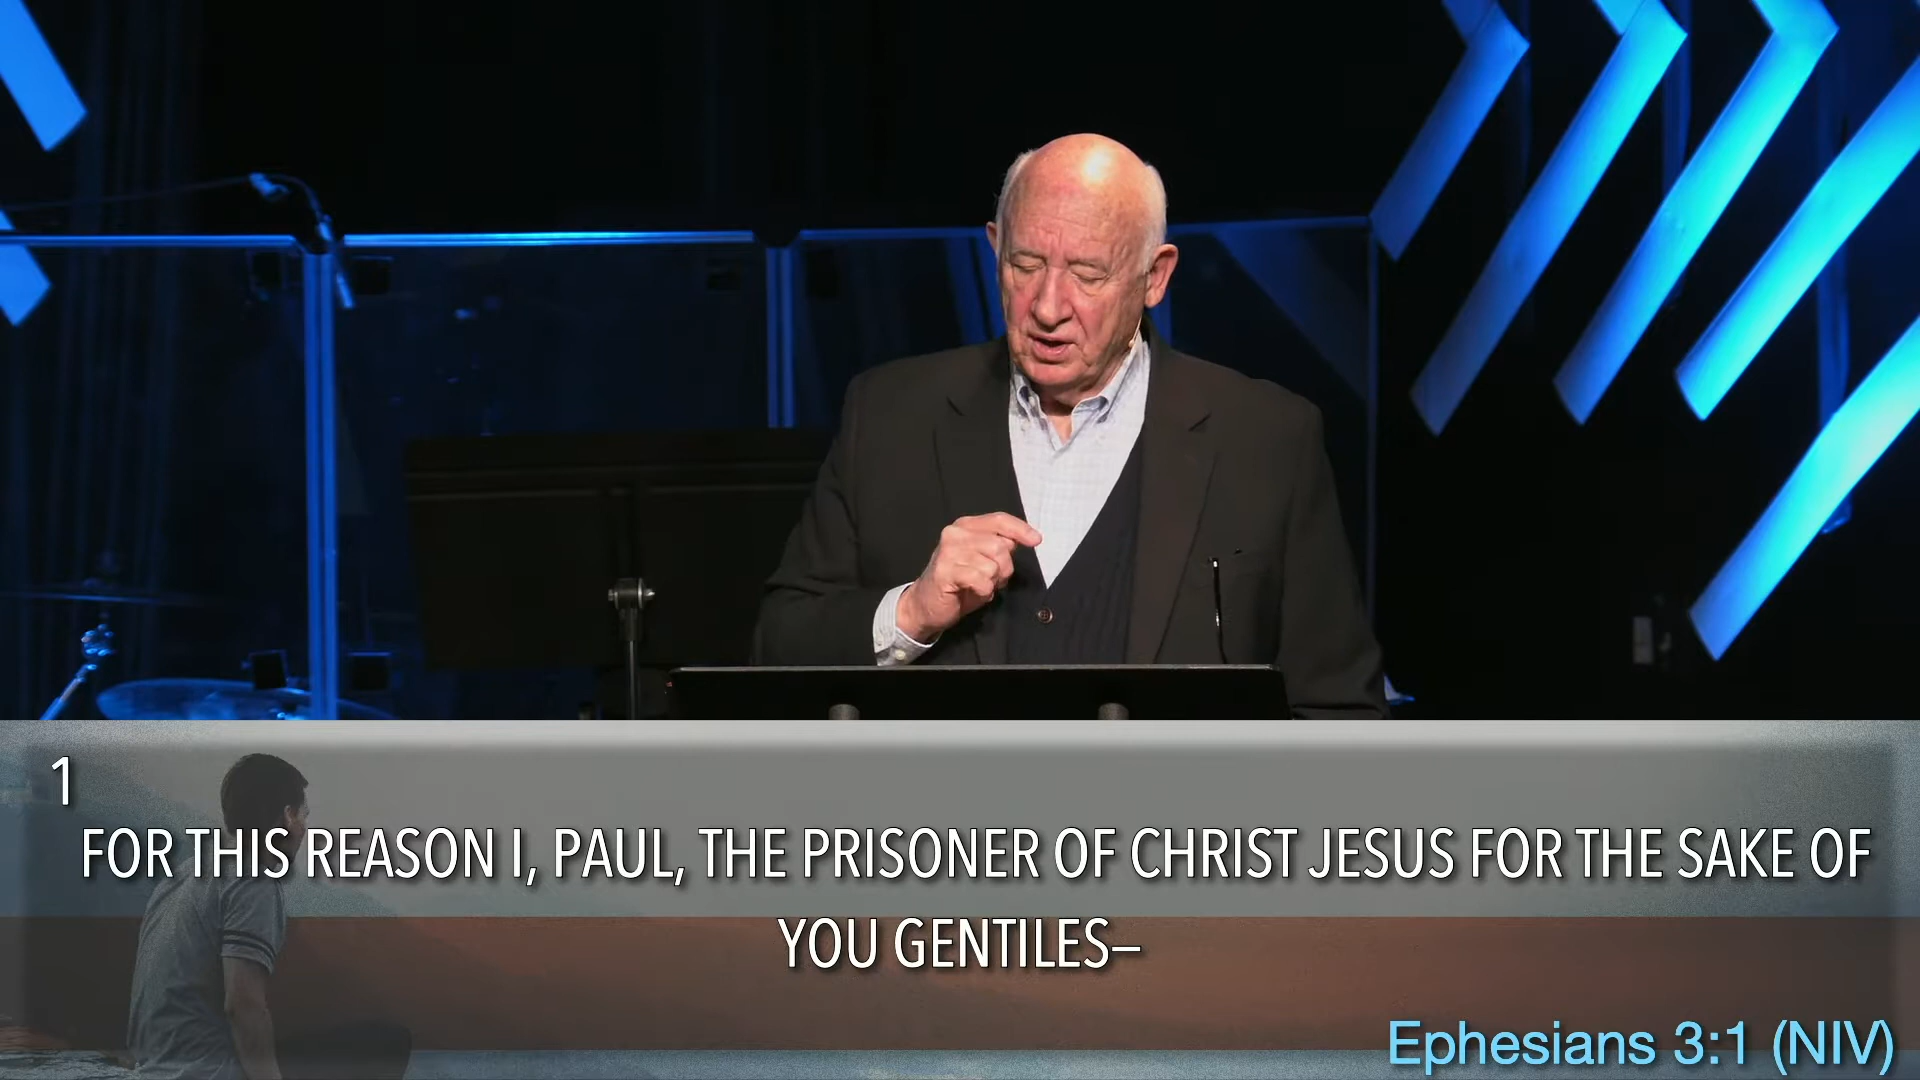 1
FOR THIS REASON I, PAUL, THE PRISONER OF CHRIST JESUS FOR THE SAKE OF
YOU GENTILES—
Ephesians 3:1 (NIV)